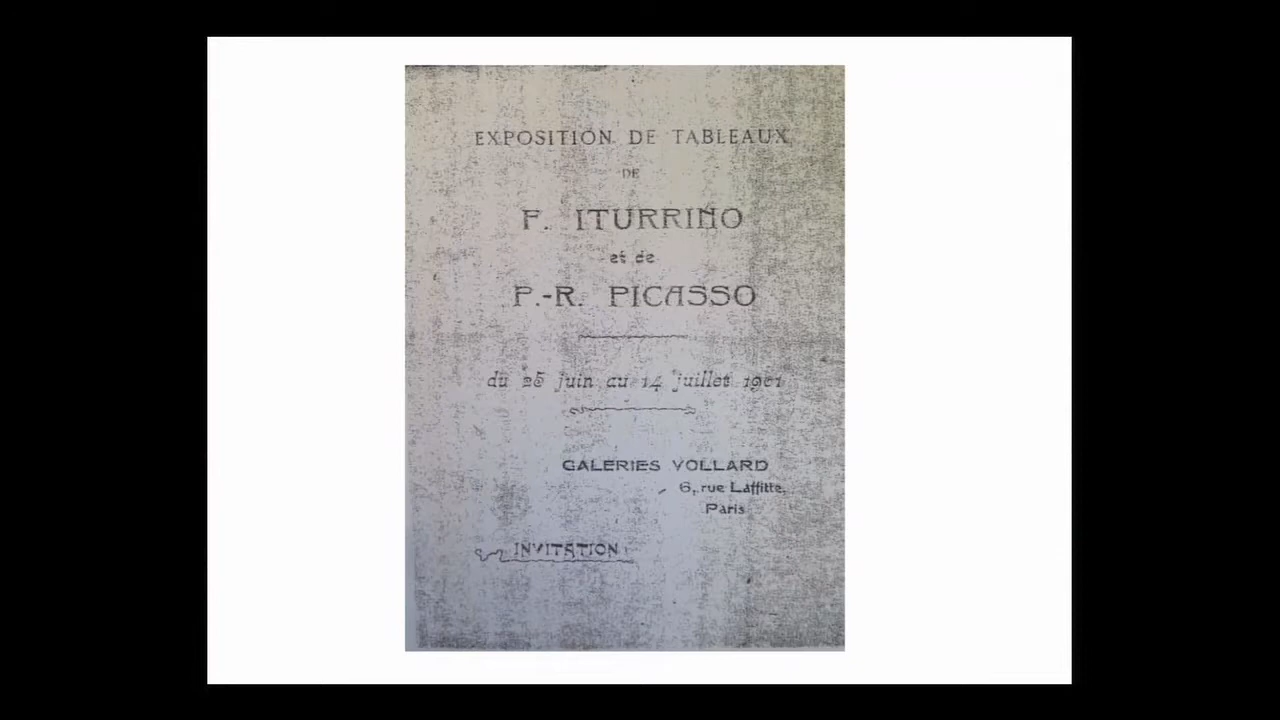 EXPOSITION DE TABLEAUX
DE
F. ITURRINO
et de
P.-R. PICASSO
du 25 juin au 14 juillet 1901
GALERIES VOLLARD
6, rue Laffitte,
Paris
INVITATION